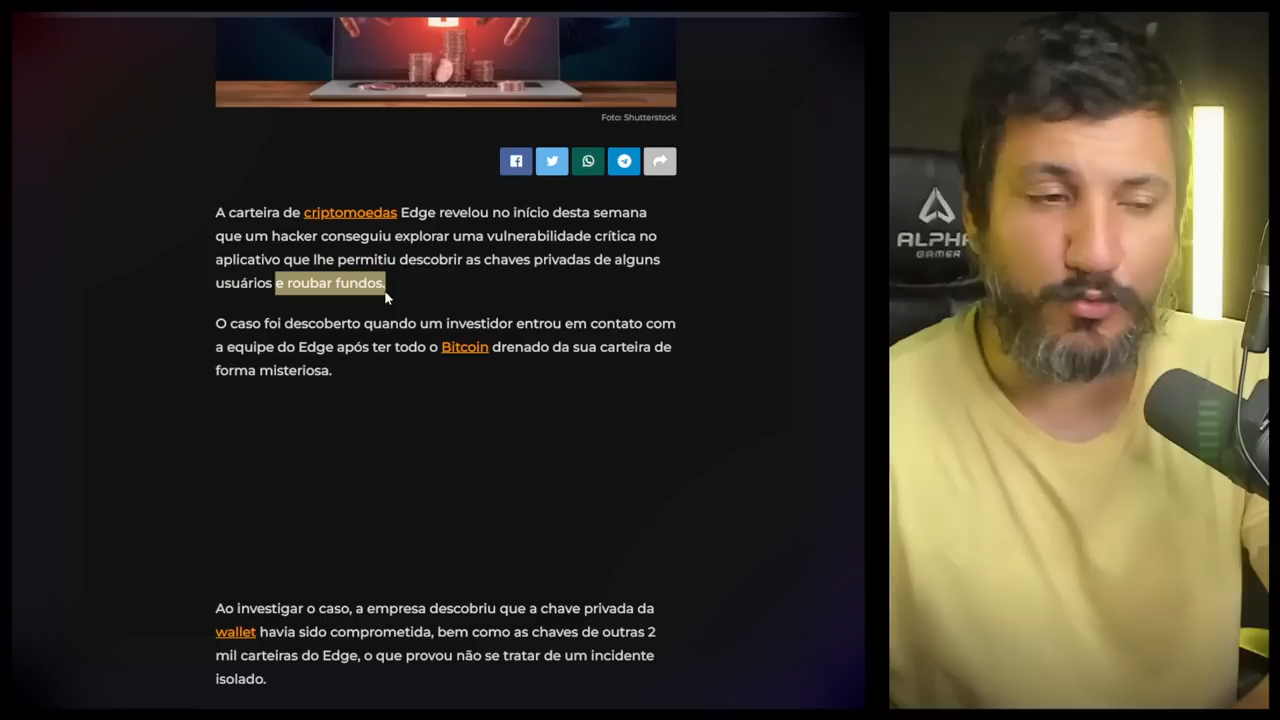 Foto: Shutterstock
A carteira de criptomoedas Edge revelou no início desta semana
que um hacker conseguiu explorar uma vulnerabilidade crítica no
aplicativo que lhe permitiu descobrir as chaves privadas de alguns
usuários e roubar fundos.
O caso foi descoberto quando um investidor entrou em contato com
a equipe do Edge após ter todo o Bitcoin drenado da sua carteira de
forma misteriosa.
Ao investigar o caso, a empresa descobriu que a chave privada da
wallet havia sido comprometida, bem como as chaves de outras 2
mil carteiras do Edge, o que provou não se tratar de um incidente
isolado.
ALPHA
GAMER